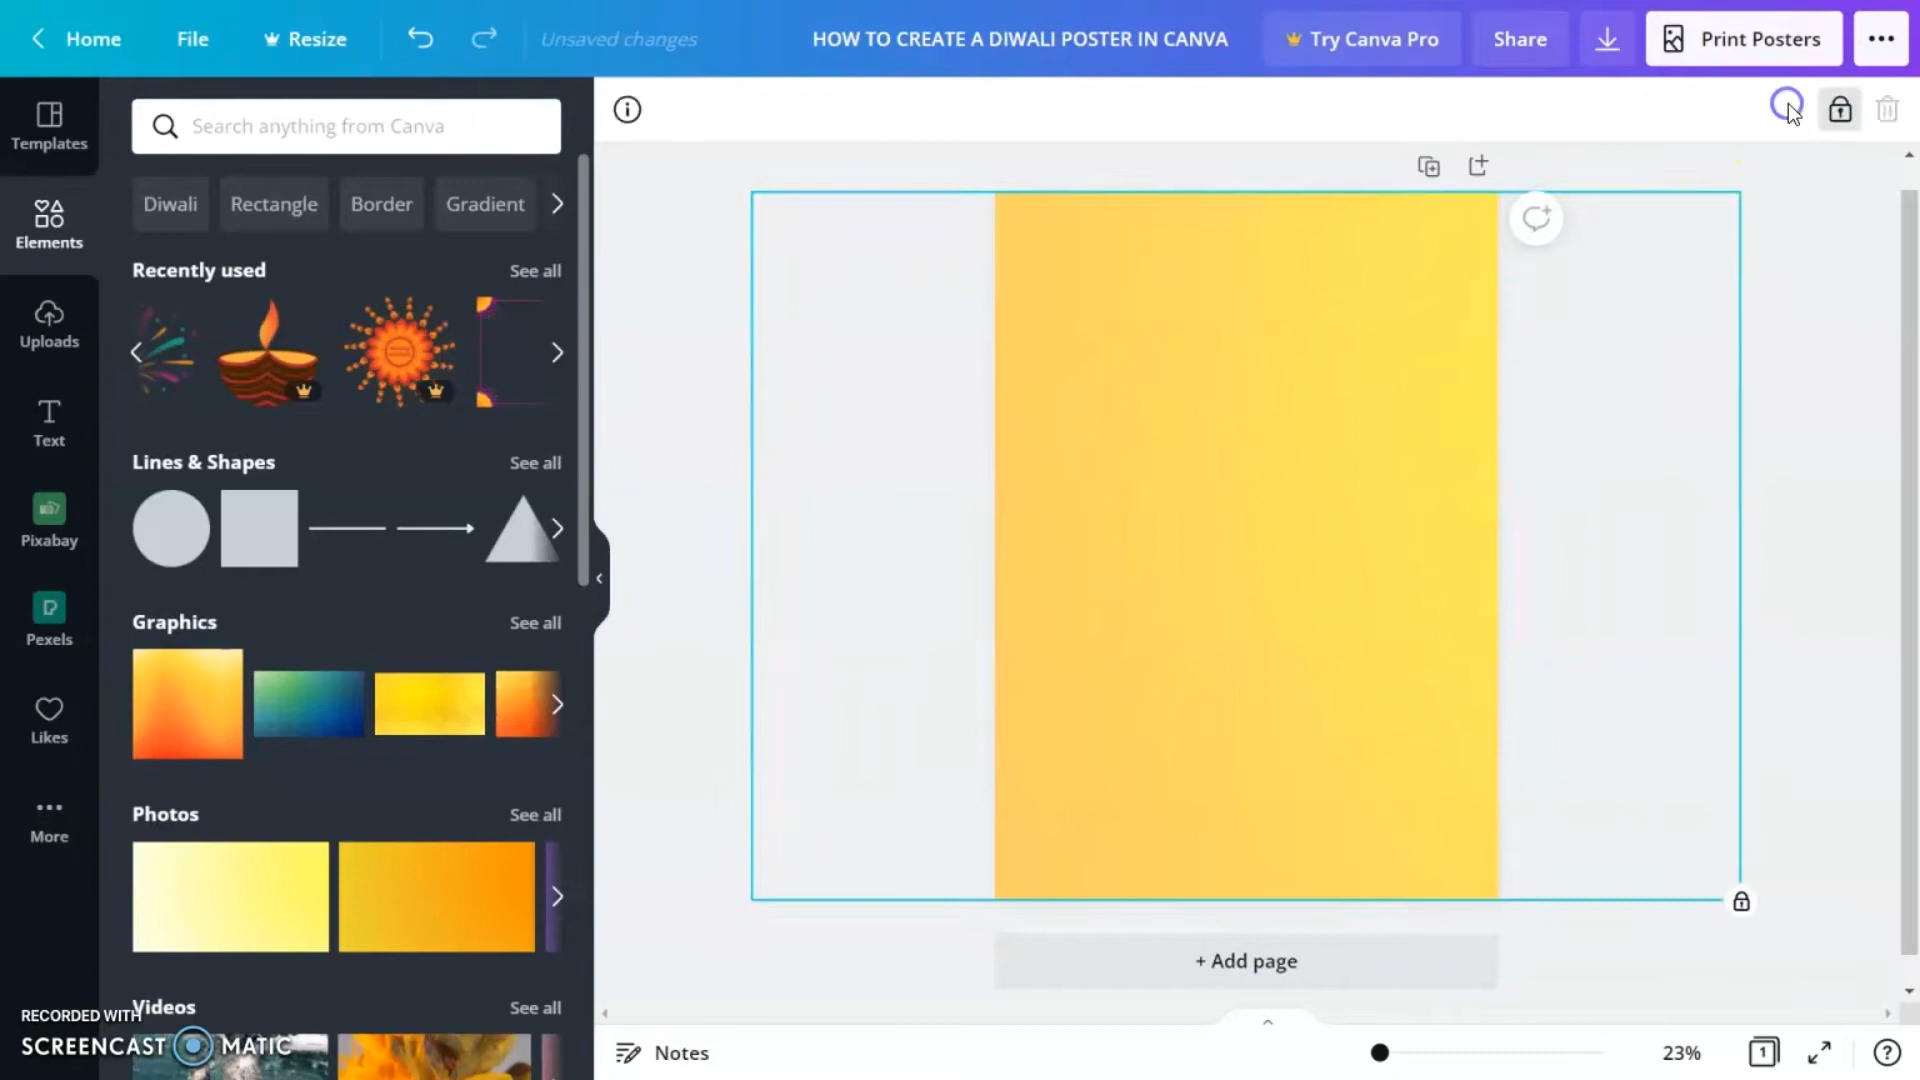 Home
File
Resize
Unsaved changes
HOW TO CREATE A DIWALI POSTER IN CANVA
Try Canva Pro
Share
Print Posters
Templates
Elements
Uploads
Text
Pixabay
Pexels
Likes
More
Search anything from Canva
Diwali
Rectangle
Border
Gradient
Recently used
See all
Lines & Shapes
See all
Graphics
See all
Photos
See all
Videos
See all
+ Add page
Notes
23%
1
RECORDED WITH
SCREENCAST MATIC